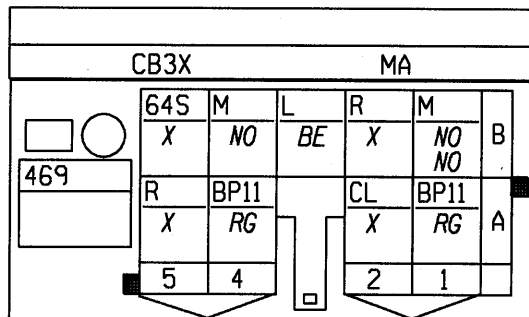 CB3X MA
64S M L R M
X NO BE X NO B
NO
469
R BP11 CL BP11
X RG X RG A
5 4 2 1